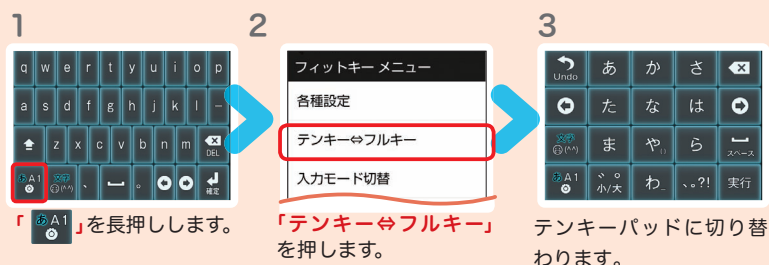 1
q w e r t y u i o p
a s d f g h j k l -
z x c v b n m DEL
あA1 文字 (^^) 、 。 確定
「あA1」を長押しします。
2
フィットキー メニュー
各種設定
テンキー⇔フルキー
入力モード切替
「テンキー⇔フルキー」
を押します。
3
Undo あ か さ
た な は
文字 (^^) ま や() ら スペース
あA1 ゛゜小/大 わ_ 、。?! 実行
テンキーパッドに切り替
わります。